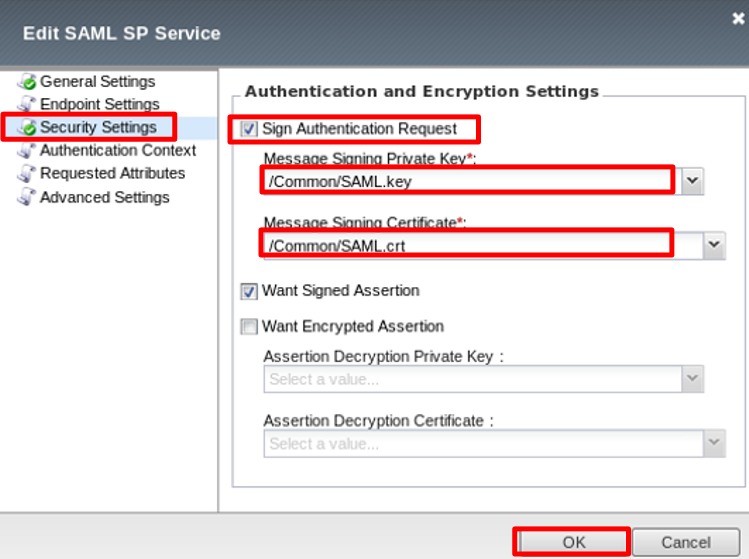 Edit SAML SP Service
General Settings
Endpoint Settings
Security Settings
Authentication Context
Requested Attributes
Advanced Settings
Authentication and Encryption Settings
Sign Authentication Request
Message Signing Private Key*:
/Common/SAML.key
Message Signing Certificate*:
/Common/SAML.crt
Want Signed Assertion
Want Encrypted Assertion
Assertion Decryption Private Key :
Select a value...
Assertion Decryption Certificate :
Select a value...
OK
Cancel